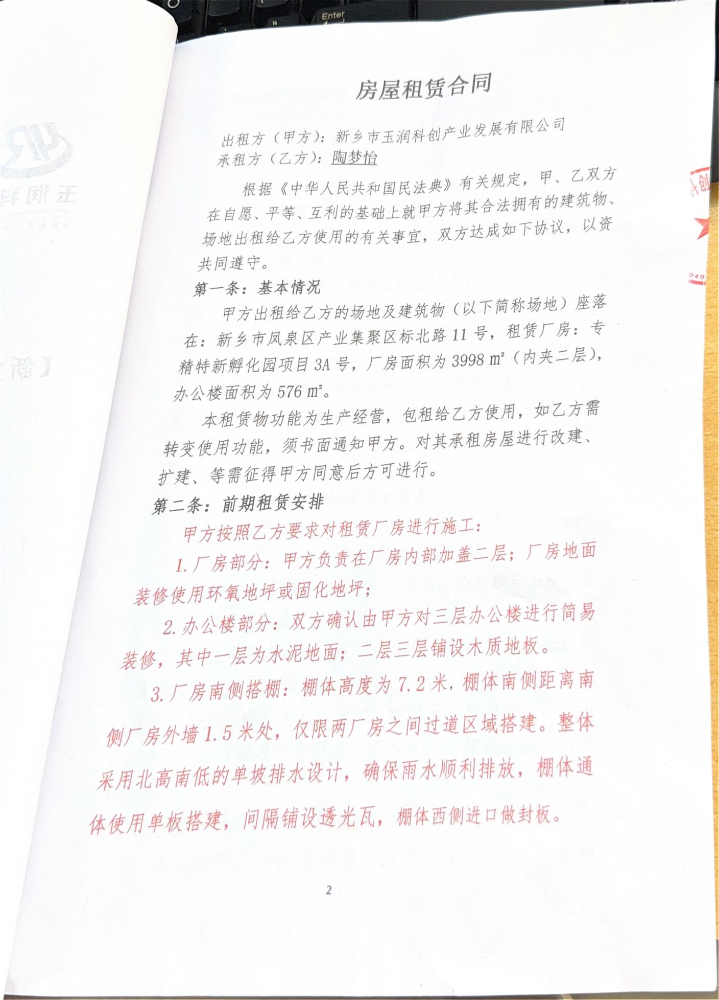 Enter
房屋租赁合同
出租方（甲方）：新乡市玉润科创产业发展有限公司
承租方（乙方）：陶梦怡
根据《中华人民共和国民法典》有关规定，甲、乙双方
在自愿、平等、互利的基础上就甲方将其合法拥有的建筑物、
场地出租给乙方使用的有关事宜，双方达成如下协议，以资
共同遵守。
第一条：基本情况
甲方出租给乙方的场地及建筑物（以下简称场地）座落
在：新乡市凤泉区产业集聚区标北路 11 号，租赁厂房：专
精特新孵化园项目 3A 号，厂房面积为 3998 ㎡（内夹二层），
办公楼面积为 576 ㎡。
本租赁物功能为生产经营，包租给乙方使用，如乙方需
转变使用功能，须书面通知甲方。对其承租房屋进行改建、
扩建、等需征得甲方同意后方可进行。
第二条：前期租赁安排
甲方按照乙方要求对租赁厂房进行施工：
1.厂房部分：甲方负责在厂房内部加盖二层；厂房地面
装修使用环氧地坪或固化地坪；
2.办公楼部分：双方确认由甲方对三层办公楼进行简易
装修，其中一层为水泥地面；二层三层铺设木质地板。
3.厂房南侧搭棚：棚体高度为 7.2 米，棚体南侧距离南
侧厂房外墙 1.5 米处，仅限两厂房之间过道区域搭建。整体
采用北高南低的单坡排水设计，确保雨水顺利排放，棚体通
体使用单板搭建，间隔铺设透光瓦，棚体西侧进口做封板。
2
创
040
玉润科
【新